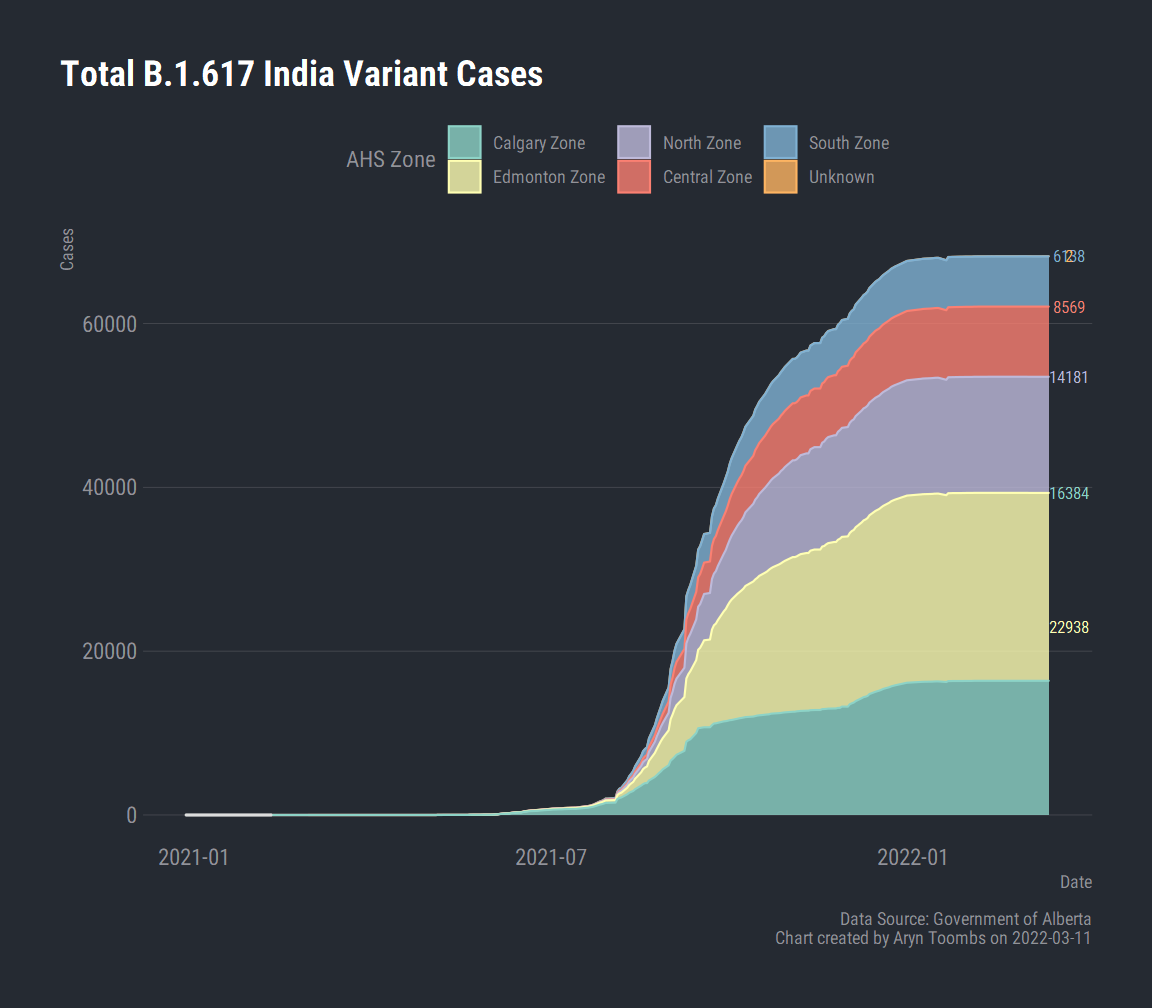 Total B.1.617 India Variant Cases
AHS Zone
Calgary Zone North Zone South Zone
Edmonton Zone Central Zone Unknown
Cases
6138
2
8569
60000
14181
40000
16384
22938
20000
0
2021-01 2021-07 2022-01
Date
Data Source: Government of Alberta
Chart created by Aryn Toombs on 2022-03-11